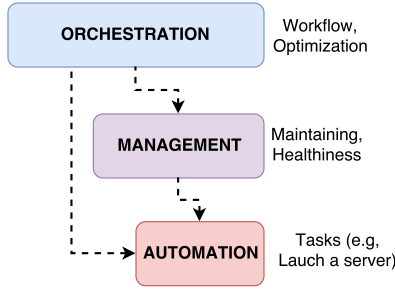 ORCHESTRATION
Workflow,
Optimization
MANAGEMENT
Maintaining,
Healthiness
AUTOMATION
Tasks (e.g,
Lauch a server)